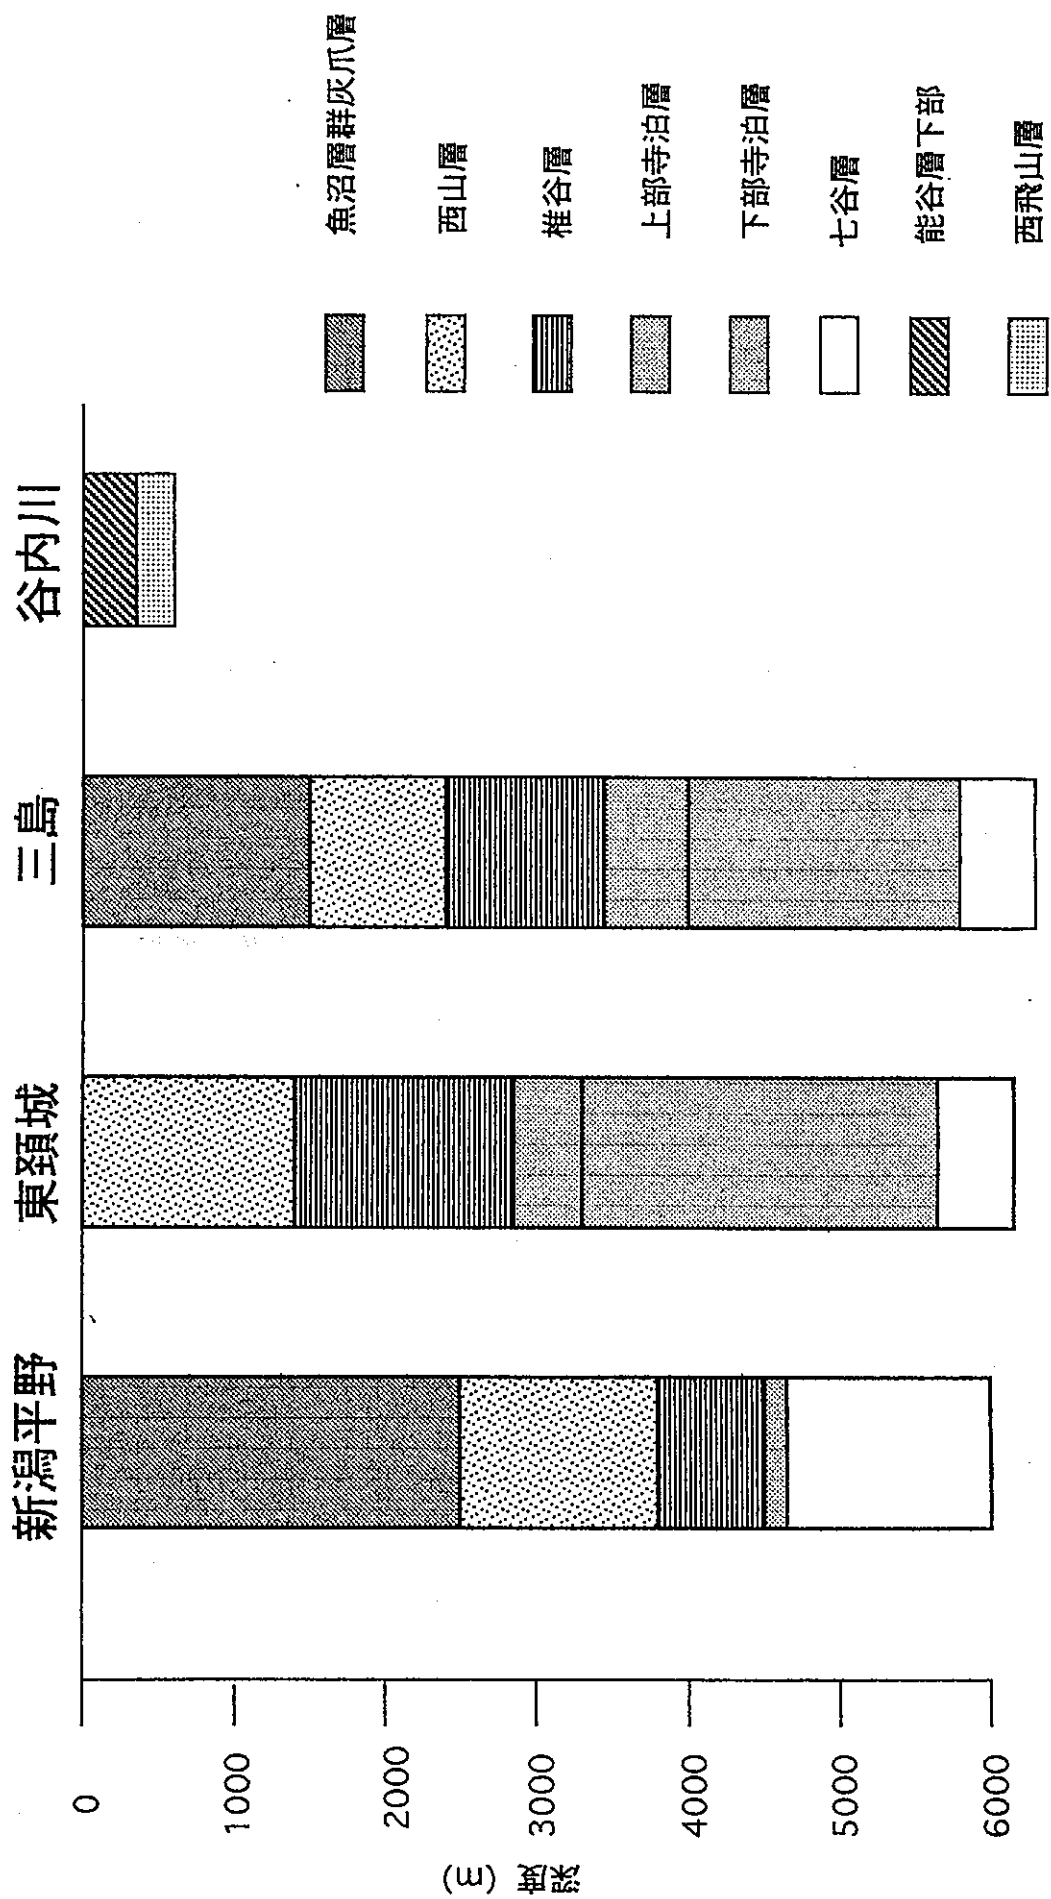 新潟平野
東頚城
三島
谷内川
深度 (m)
0
1000
2000
3000
4000
5000
6000
魚沼層群灰爪層
西山層
椎谷層
上部寺泊層
下部寺泊層
七谷層
能谷層下部
西飛山層